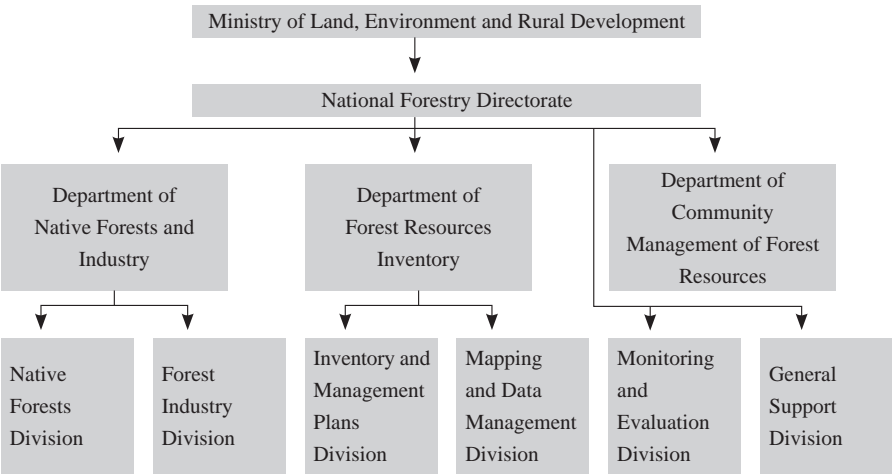 Ministry of Land, Environment and Rural Development
National Forestry Directorate
Department of
Native Forests and
Industry
Department of
Forest Resources
Inventory
Department of
Community
Management of Forest
Resources
Native
Forests
Division
Forest
Industry
Division
Inventory and
Management
Plans
Division
Mapping
and Data
Management
Division
Monitoring
and
Evaluation
Division
General
Support
Division